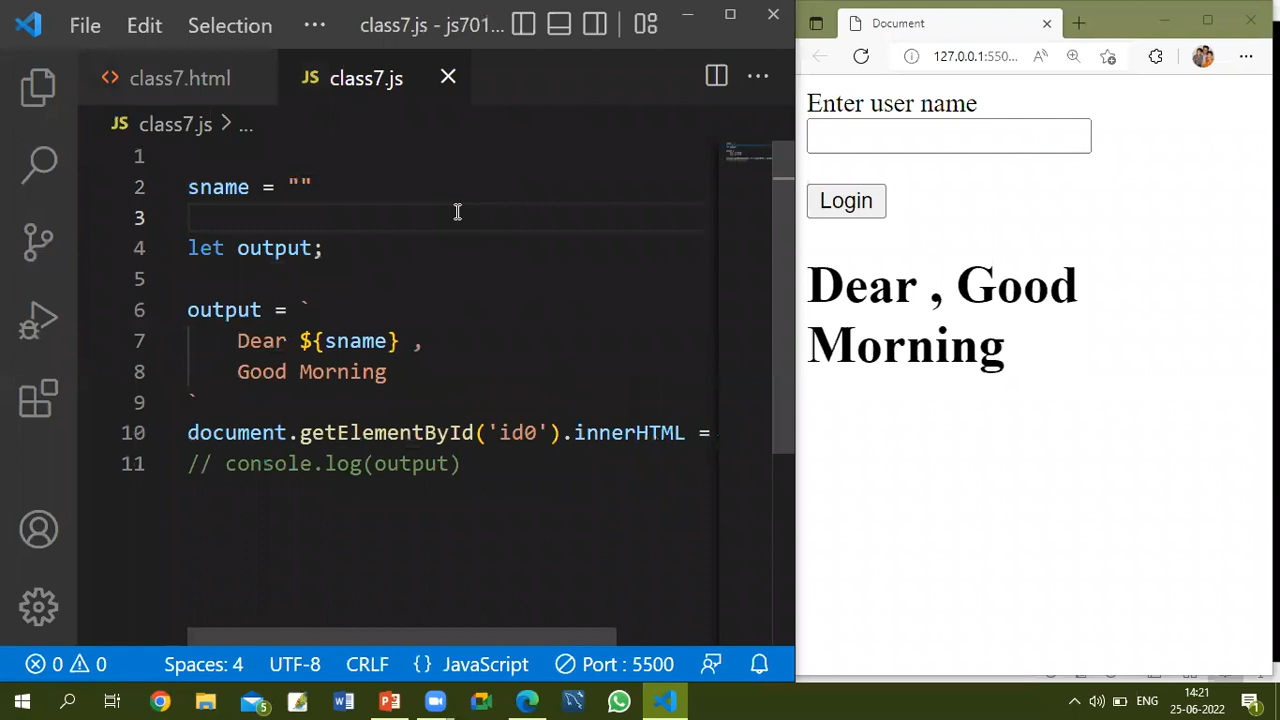 File Edit Selection ··· class7.js - js701...
class7.html JS class7.js
JS class7.js > ...
1
2 sname = ""
3
4 let output;
5
6 output = `
7 Dear ${sname} ,
8 Good Morning
9 `
10 document.getElementById('id0').innerHTML =
11 // console.log(output)
0 0 Spaces: 4 UTF-8 CRLF {} JavaScript Port : 5500
Document
127.0.0.1:550...
Enter user name
Login
Dear , Good
Morning
5
ENG
14:21
25-06-2022
1